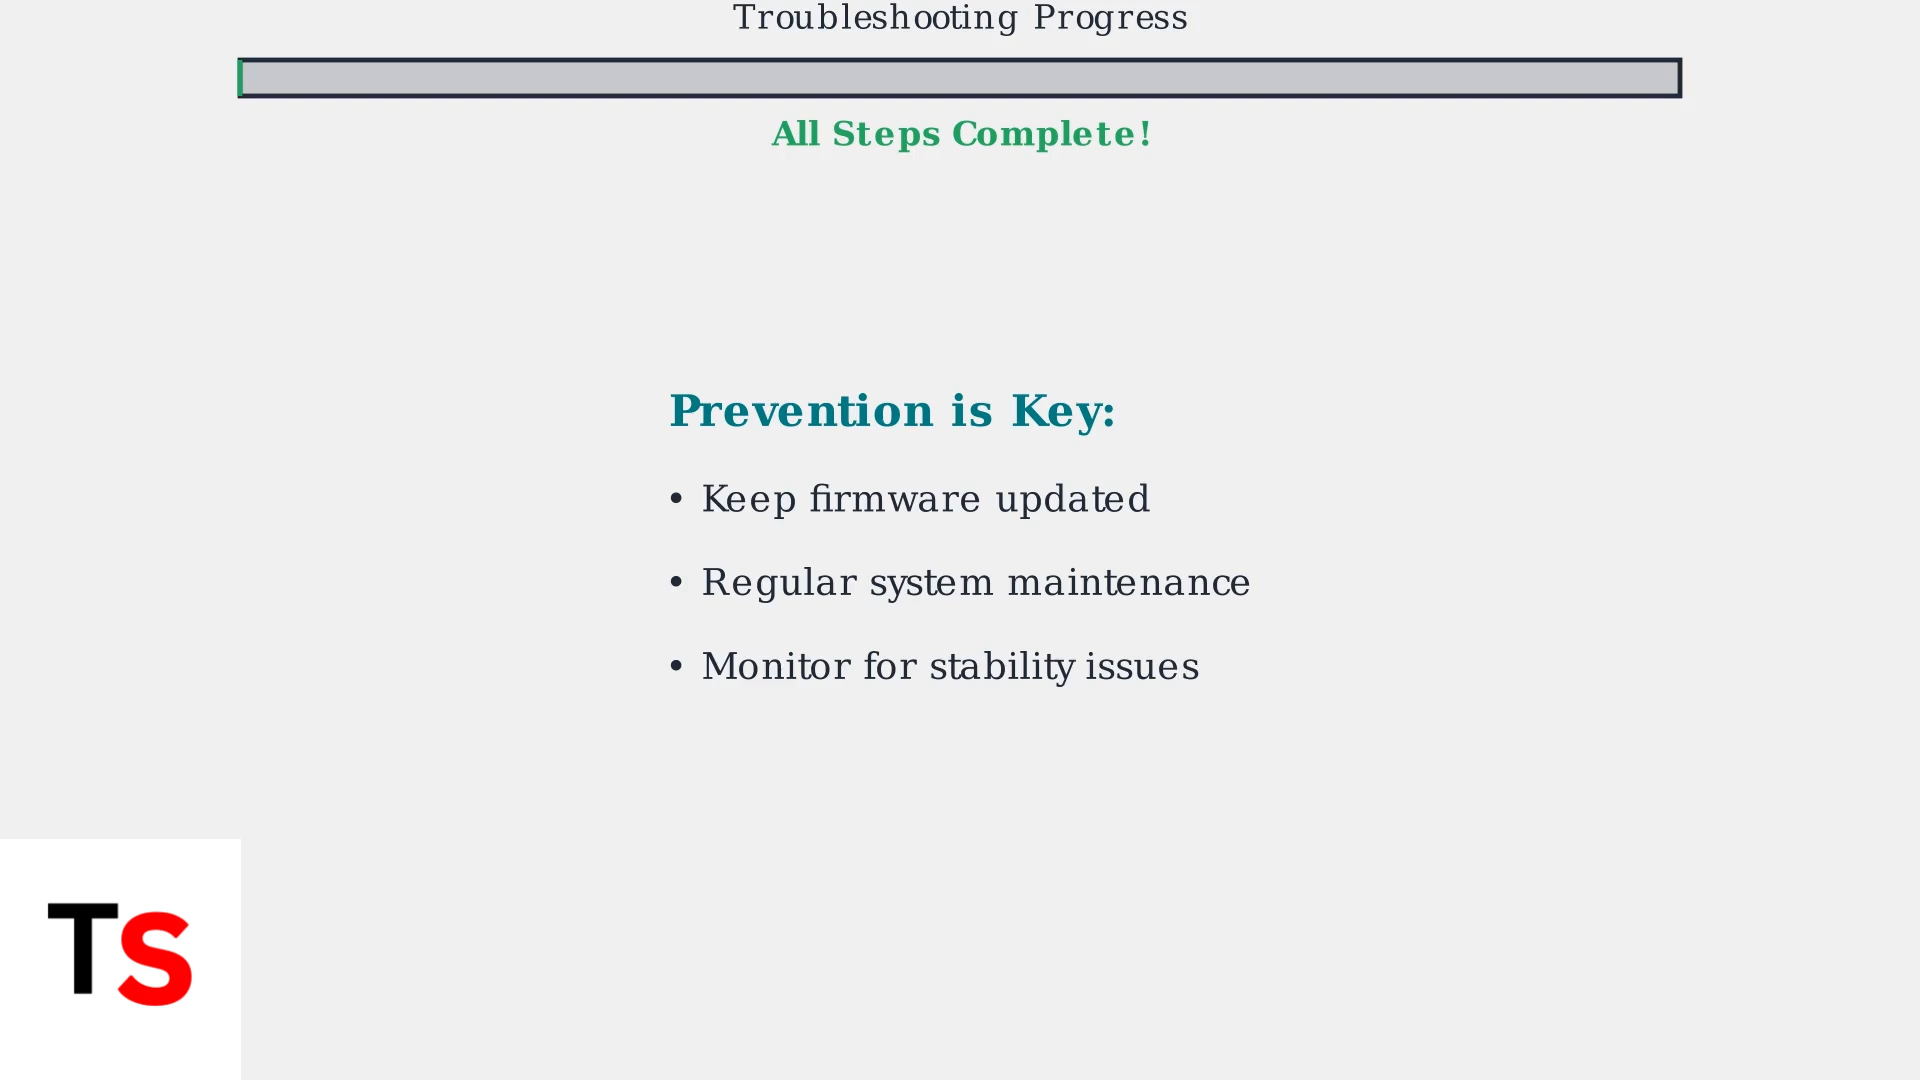 Troubleshooting Progress
All Steps Complete!
Prevention is Key:
• Keep firmware updated
• Regular system maintenance
• Monitor for stability issues
TS